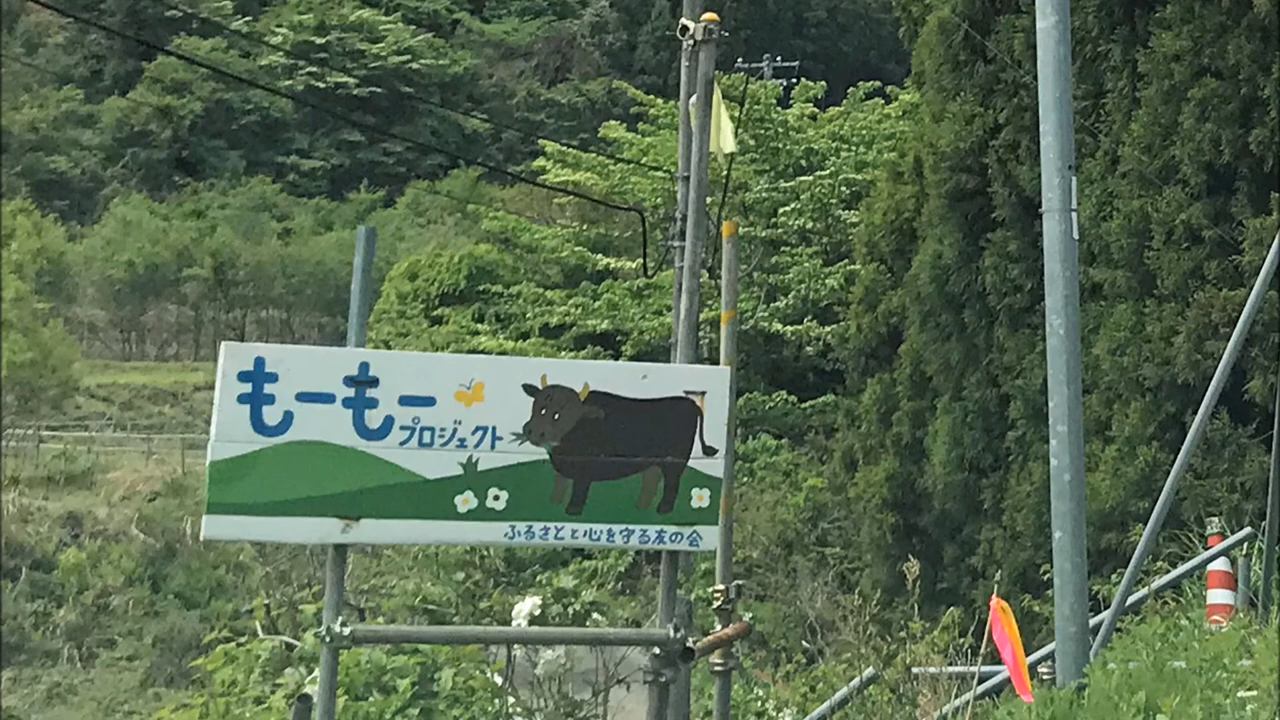 もーもー
プロジェクト
ふるさとと心を守る友の会